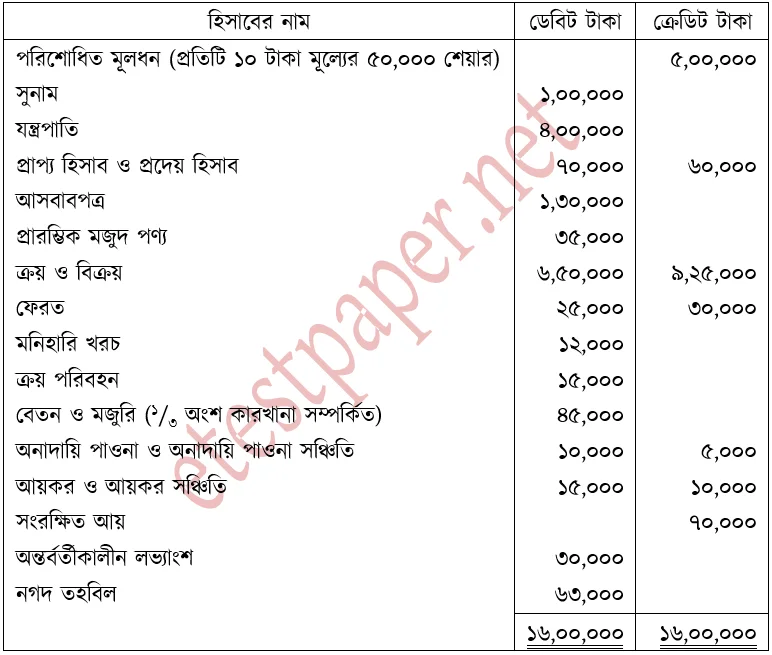 হিসাবের নাম ডেবিট টাকা ক্রেডিট টাকা
পরিশোধিত মূলধন (প্রতিটি ১০ টাকা মূল্যের ৫০,০০০ শেয়ার) ৫,০০,০০০
সুনাম ১,০০,০০০
যন্ত্রপাতি ৪,০০,০০০
প্রাপ্য হিসাব ও প্রদেয় হিসাব ৭০,০০০ ৬০,০০০
আসবাবপত্র ১,৩০,০০০
প্রারম্ভিক মজুদ পণ্য ৩৫,০০০
ক্রয় ও বিক্রয় ৬,৫০,০০০ ৯,২৫,০০০
ফেরত ২৫,০০০ ৩০,০০০
মনিহারি খরচ ১২,০০০
ক্রয় পরিবহন ১৫,০০০
বেতন ও মজুরি (১/৩ অংশ কারখানা সম্পর্কিত) ৪৫,০০০
অনাদায়ি পাওনা ও অনাদায়ি পাওনা সঞ্চিতি ১০,০০০ ৫,০০০
আয়কর ও আয়কর সঞ্চিতি ১৫,০০০ ১০,০০০
সংরক্ষিত আয় ৭০,০০০
অন্তর্বর্তীকালীন লভ্যাংশ ৩০,০০০
নগদ তহবিল ৬৩,০০০
১৬,০০,০০০ ১৬,০০,০০০
etestpaper.net